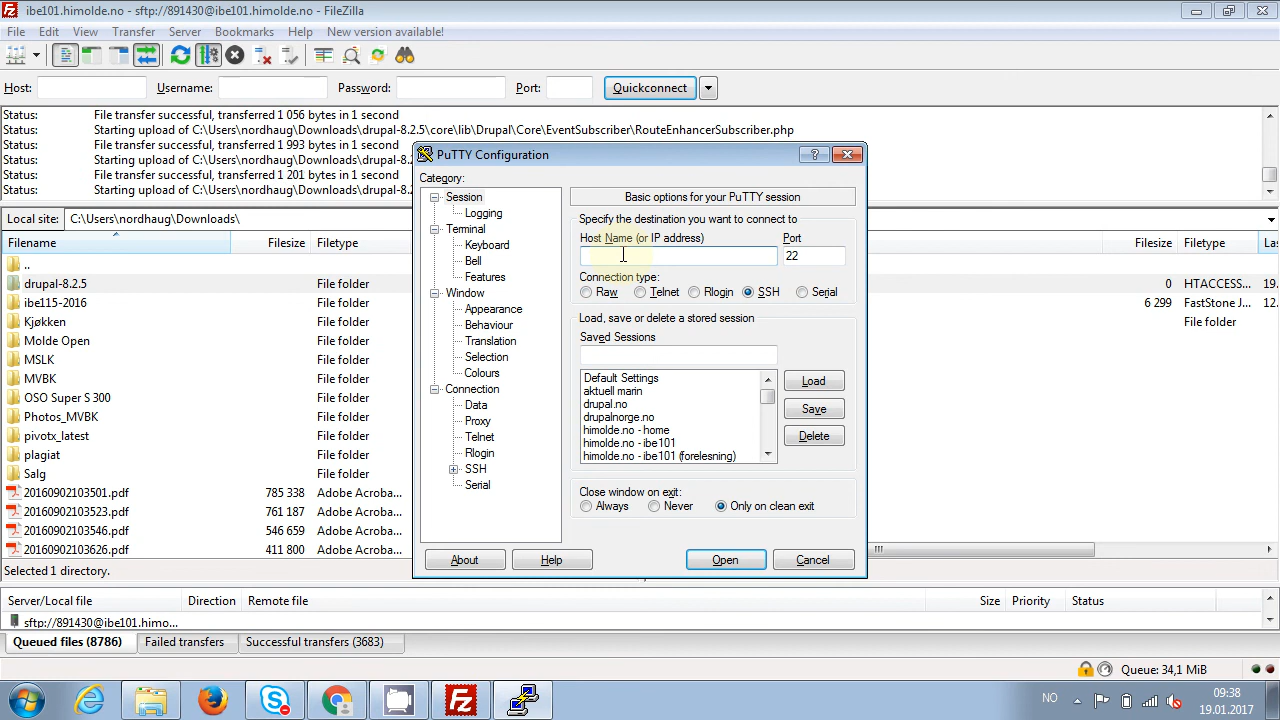 ibe101.himolde.no - sftp://891430@ibe101.himolde.no - FileZilla
File Edit View Transfer Server Bookmarks Help New version available!
Host: Username: Password: Port: Quickconnect
Status: File transfer successful, transferred 1 056 bytes in 1 second
Status: Starting upload of C:\Users\nordhaug\Downloads\drupal-8.2.5\core\lib\Drupal\Core\EventSubscriber\RouteEnhancerSubscriber.php
Status: File transfer successful, transferred 1 993 bytes in 1 second
Status: Starting upload of C:\Users\nordhaug\Downloads\drupal-8.2
Status: File transfer successful, transferred 1 201 bytes in 1 second
Status: Starting upload of C:\Users\nordhaug\Downloads\drupal-8.2
Local site: C:\Users\nordhaug\Downloads\
Filename Filesize Filetype
..
drupal-8.2.5 File folder
ibe115-2016 File folder
Kjøkken File folder
Molde Open File folder
MSLK File folder
MVBK File folder
OSO Super S 300 File folder
Photos_MVBK File folder
pivotx_latest File folder
plagiat File folder
Salg File folder
20160902103501.pdf 785 338 Adobe Acroba...
20160902103523.pdf 761 187 Adobe Acroba...
20160902103546.pdf 546 659 Adobe Acroba...
20160902103626.pdf 411 800 Adobe Acroba...
Selected 1 directory.
Filesize Filetype Las
0 HTACCESS... 19.
6 299 FastStone J... 12.
File folder
PuTTY Configuration
Category:
Session
Logging
Terminal
Keyboard
Bell
Features
Window
Appearance
Behaviour
Translation
Selection
Colours
Connection
Data
Proxy
Telnet
Rlogin
SSH
Serial
Basic options for your PuTTY session
Specify the destination you want to connect to
Host Name (or IP address) Port
22
Connection type:
Raw Telnet Rlogin SSH Serial
Load, save or delete a stored session
Saved Sessions
Default Settings
aktuell marin
drupal.no
drupalnorge.no
himolde.no - home
himolde.no - ibe101
himolde.no - ibe101 (forelesning)
Load
Save
Delete
Close window on exit:
Always Never Only on clean exit
About Help Open Cancel
Server/Local file Direction Remote file Size Priority Status
sftp://891430@ibe101.himo...
Queued files (8786) Failed transfers Successful transfers (3683)
Queue: 34,1 MiB
NO
09:38
19.01.2017